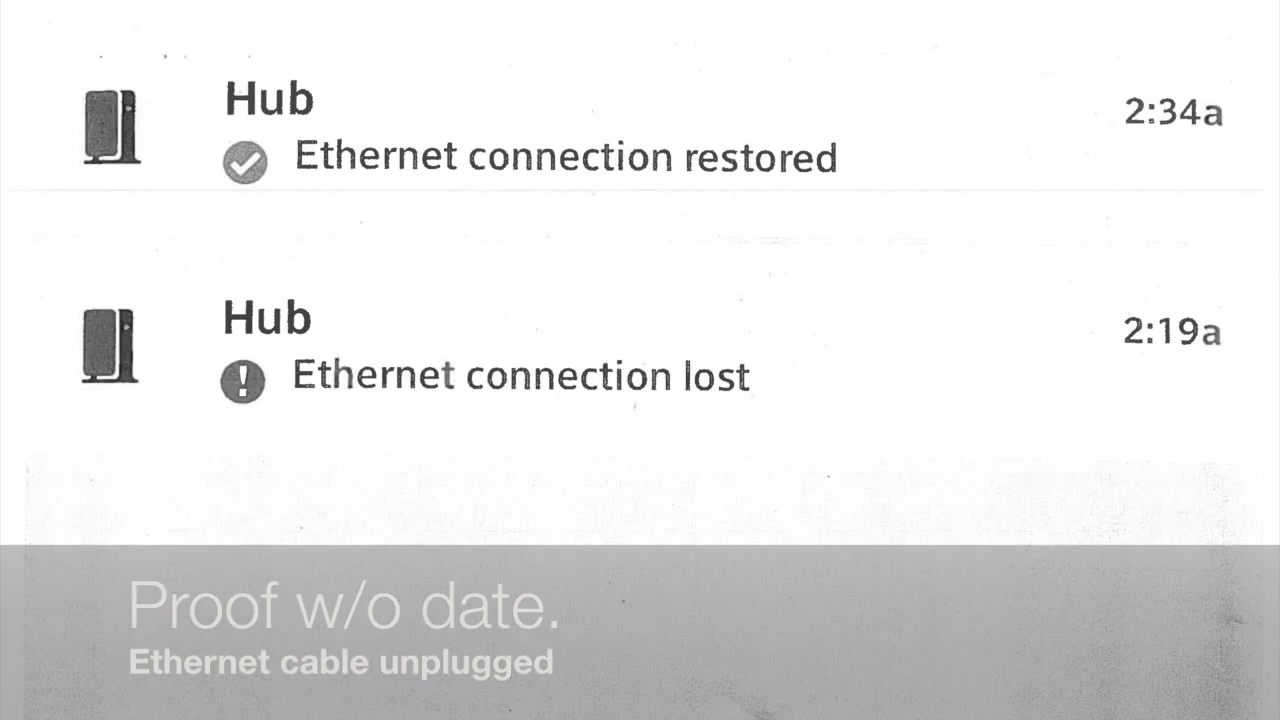 Hub
2:34a
Ethernet connection restored
Hub
2:19a
Ethernet connection lost
Proof w/o date.
Ethernet cable unplugged